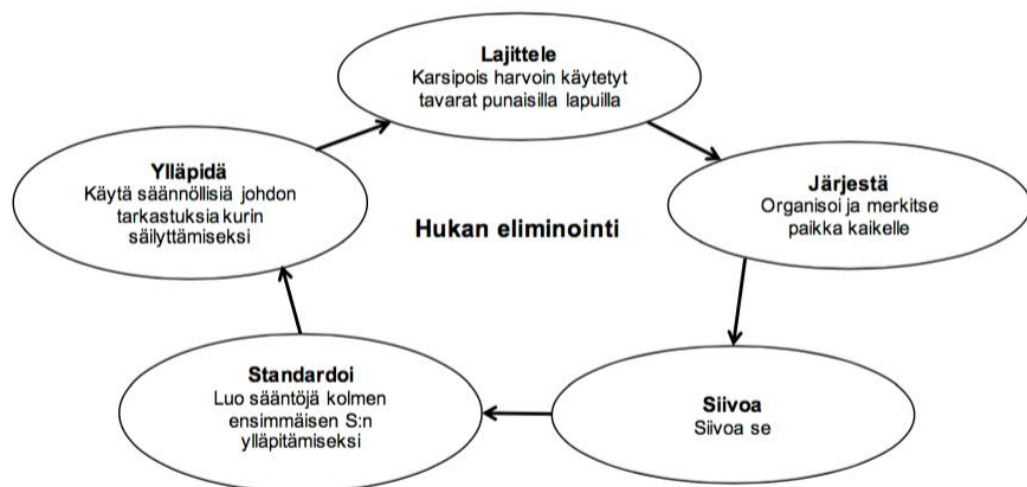 Lajittele
Karsipois harvoin käytetyt
tavarat punaisilla lapuilla
Järjestä
Organisoi ja merkitse
paikka kaikelle
Siivoa
Siivoa se
Standardoi
Luo sääntöjä kolmen
ensimmäisen S:n
ylläpitämiseksi
Ylläpidä
Käytä säännöllisiä johdon
tarkastuksia kurin
säilyttämiseksi
Hukan eliminointi